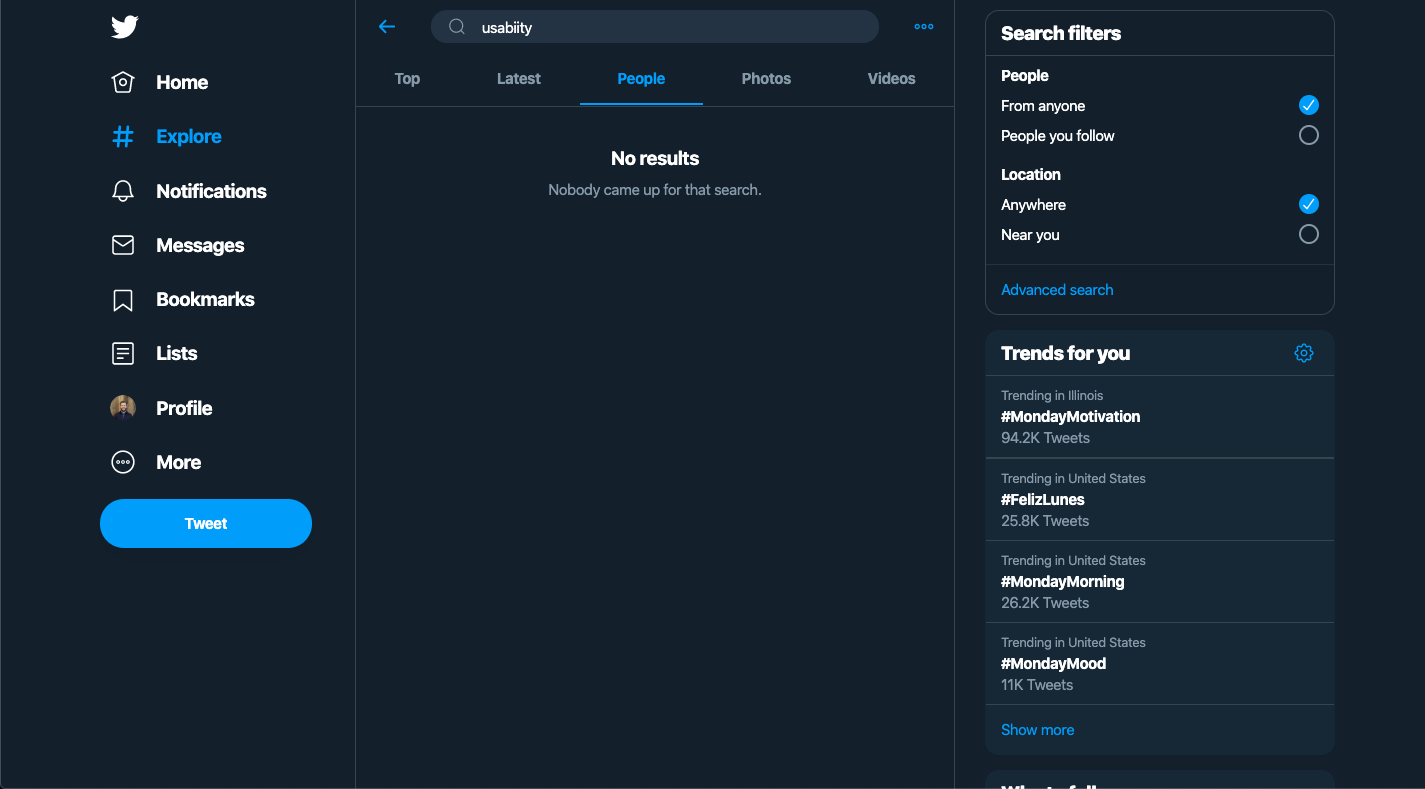 Home
Explore
Notifications
Messages
Bookmarks
Lists
Profile
More
Tweet
usabiity
Top Latest People Photos Videos
No results
Nobody came up for that search.
Search filters
People
From anyone
People you follow
Location
Anywhere
Near you
Advanced search
Trends for you
Trending in Illinois
#MondayMotivation
94.2K Tweets
Trending in United States
#FelizLunes
25.8K Tweets
Trending in United States
#MondayMorning
26.2K Tweets
Trending in United States
#MondayMood
11K Tweets
Show more